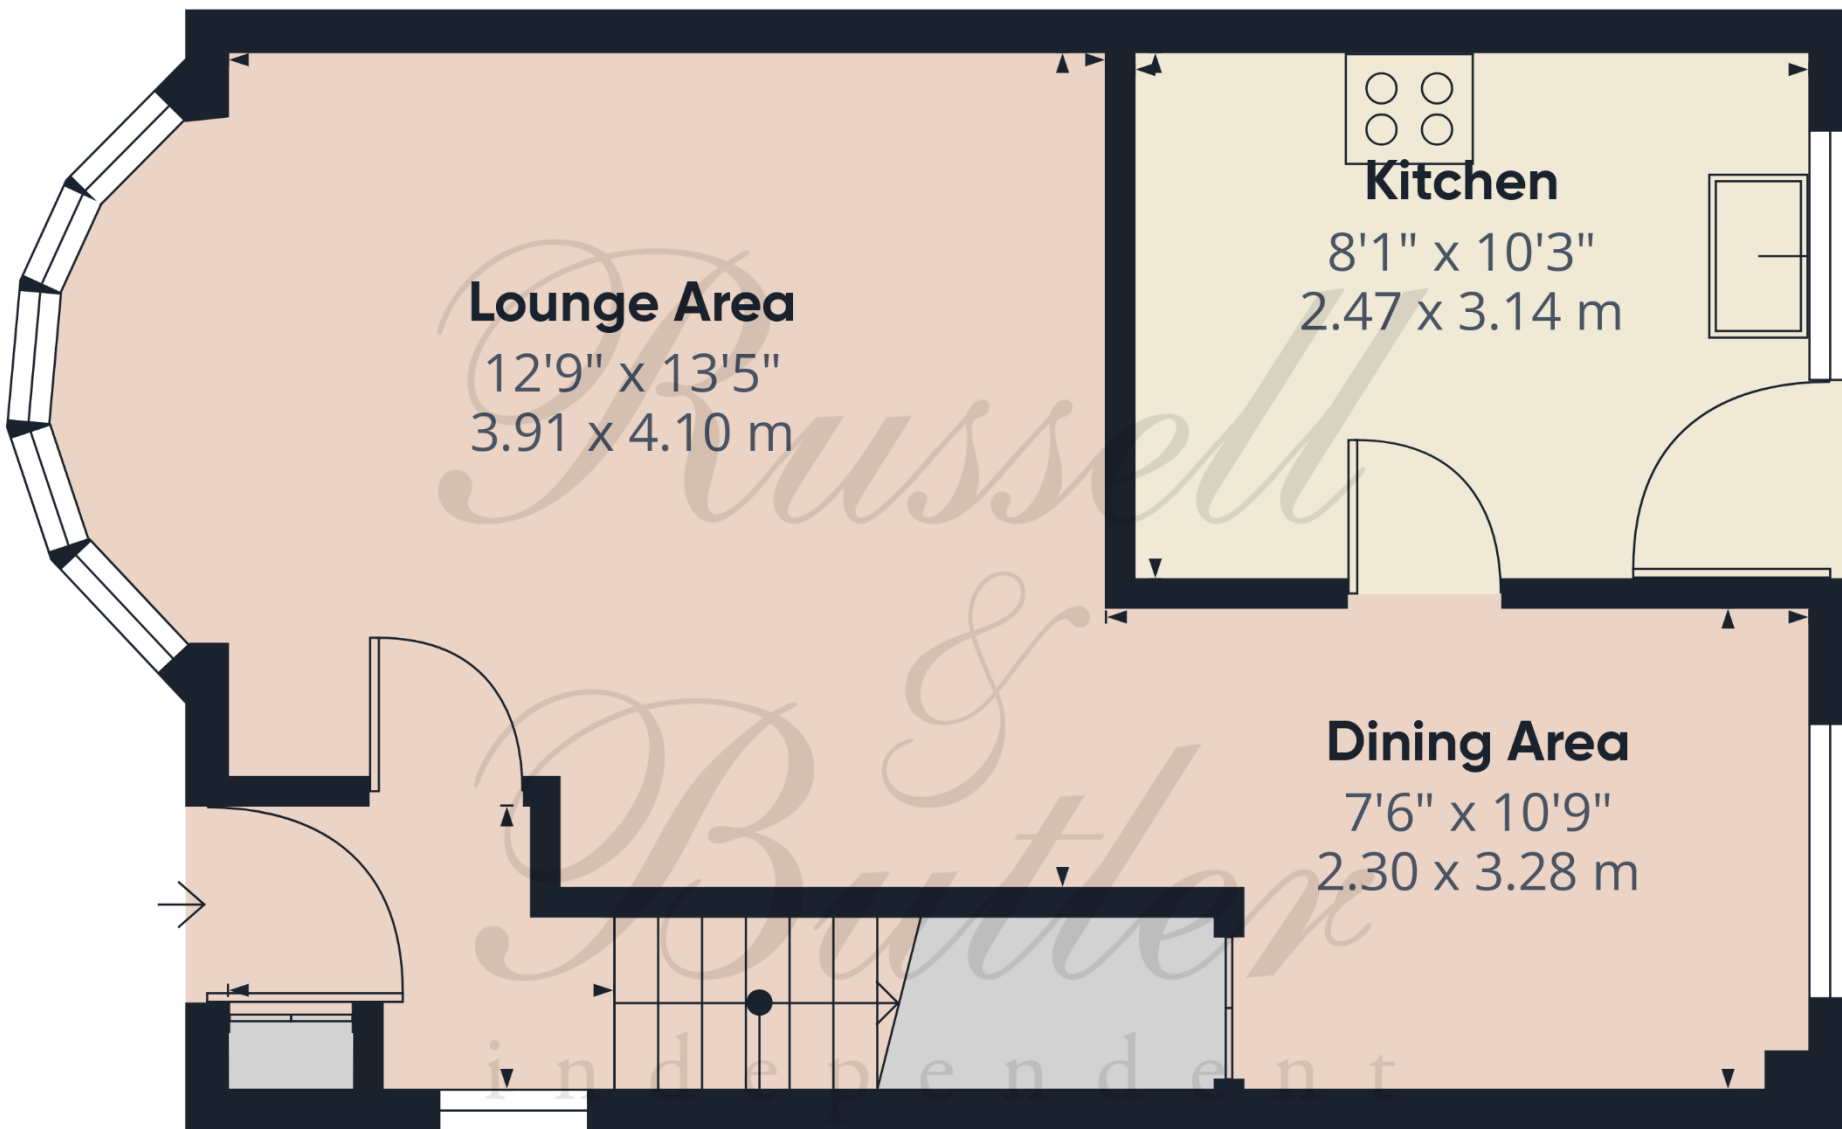 Kitchen
8'1" x 10'3"
2.47 x 3.14 m
Lounge Area
12'9" x 13'5"
3.91 x 4.10 m
Dining Area
7'6" x 10'9"
2.30 x 3.28 m
Russell
&
Butler
independent